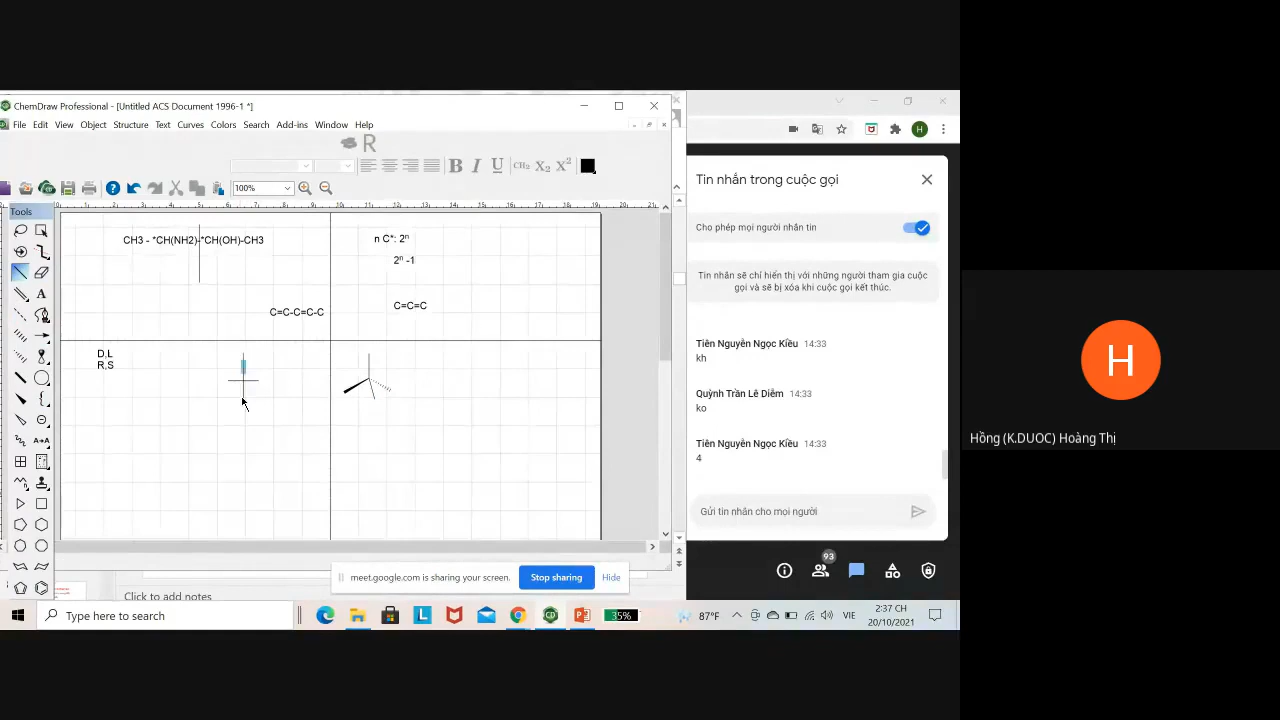 ChemDraw Professional - [Untitled ACS Document 1996-1 *]
File Edit View Object Structure Text Curves Colors Search Add-ins Window Help
R
B I U CH2 X2 X2
100%
Tools
CH3 - *CH(NH2)-*CH(OH)-CH3
n C*: 2n
2n -1
C=C-C=C-C
C=C=C
D,L
R,S
A
A→A
Click to add notes
meet.google.com is sharing your screen. Stop sharing Hide
H
Tin nhắn trong cuộc gọi
Cho phép mọi người nhắn tin
Tin nhắn sẽ chỉ hiển thị với những người tham gia cuộc
gọi và sẽ bị xóa khi cuộc gọi kết thúc.
Tiên Nguyễn Ngọc Kiều 14:33
kh
Quỳnh Trần Lê Diễm 14:33
ko
Tiên Nguyễn Ngọc Kiều 14:33
4
Gửi tin nhắn cho mọi người
93
H
Hồng (K.DUOC) Hoàng Thị
Type here to search
L
CD
P
35%
87°F
VIE
2:37 CH
20/10/2021